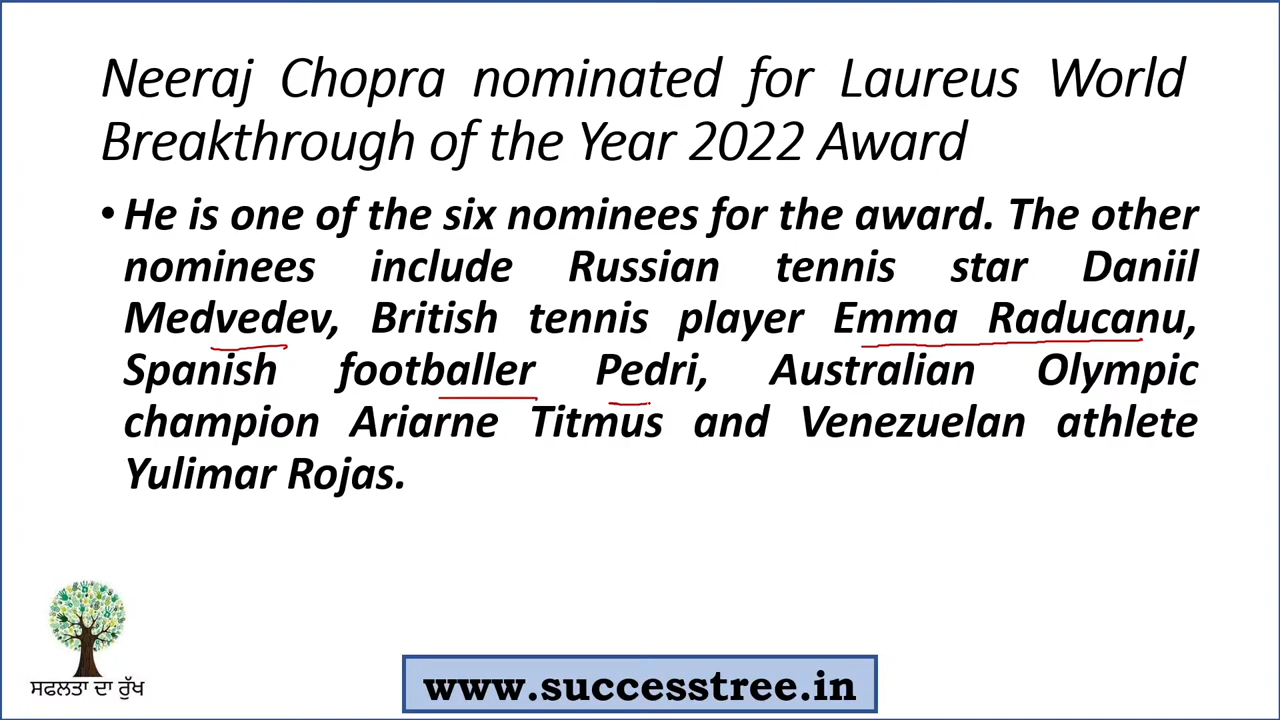 Neeraj Chopra nominated for Laureus World
Breakthrough of the Year 2022 Award
• He is one of the six nominees for the award. The other
nominees include Russian tennis star Daniil
Medvedev, British tennis player Emma Raducanu,
Spanish footballer Pedri, Australian Olympic
champion Ariarne Titmus and Venezuelan athlete
Yulimar Rojas.
ਸਫਲਤਾ ਦਾ ਰੁੱਖ
www.successtree.in